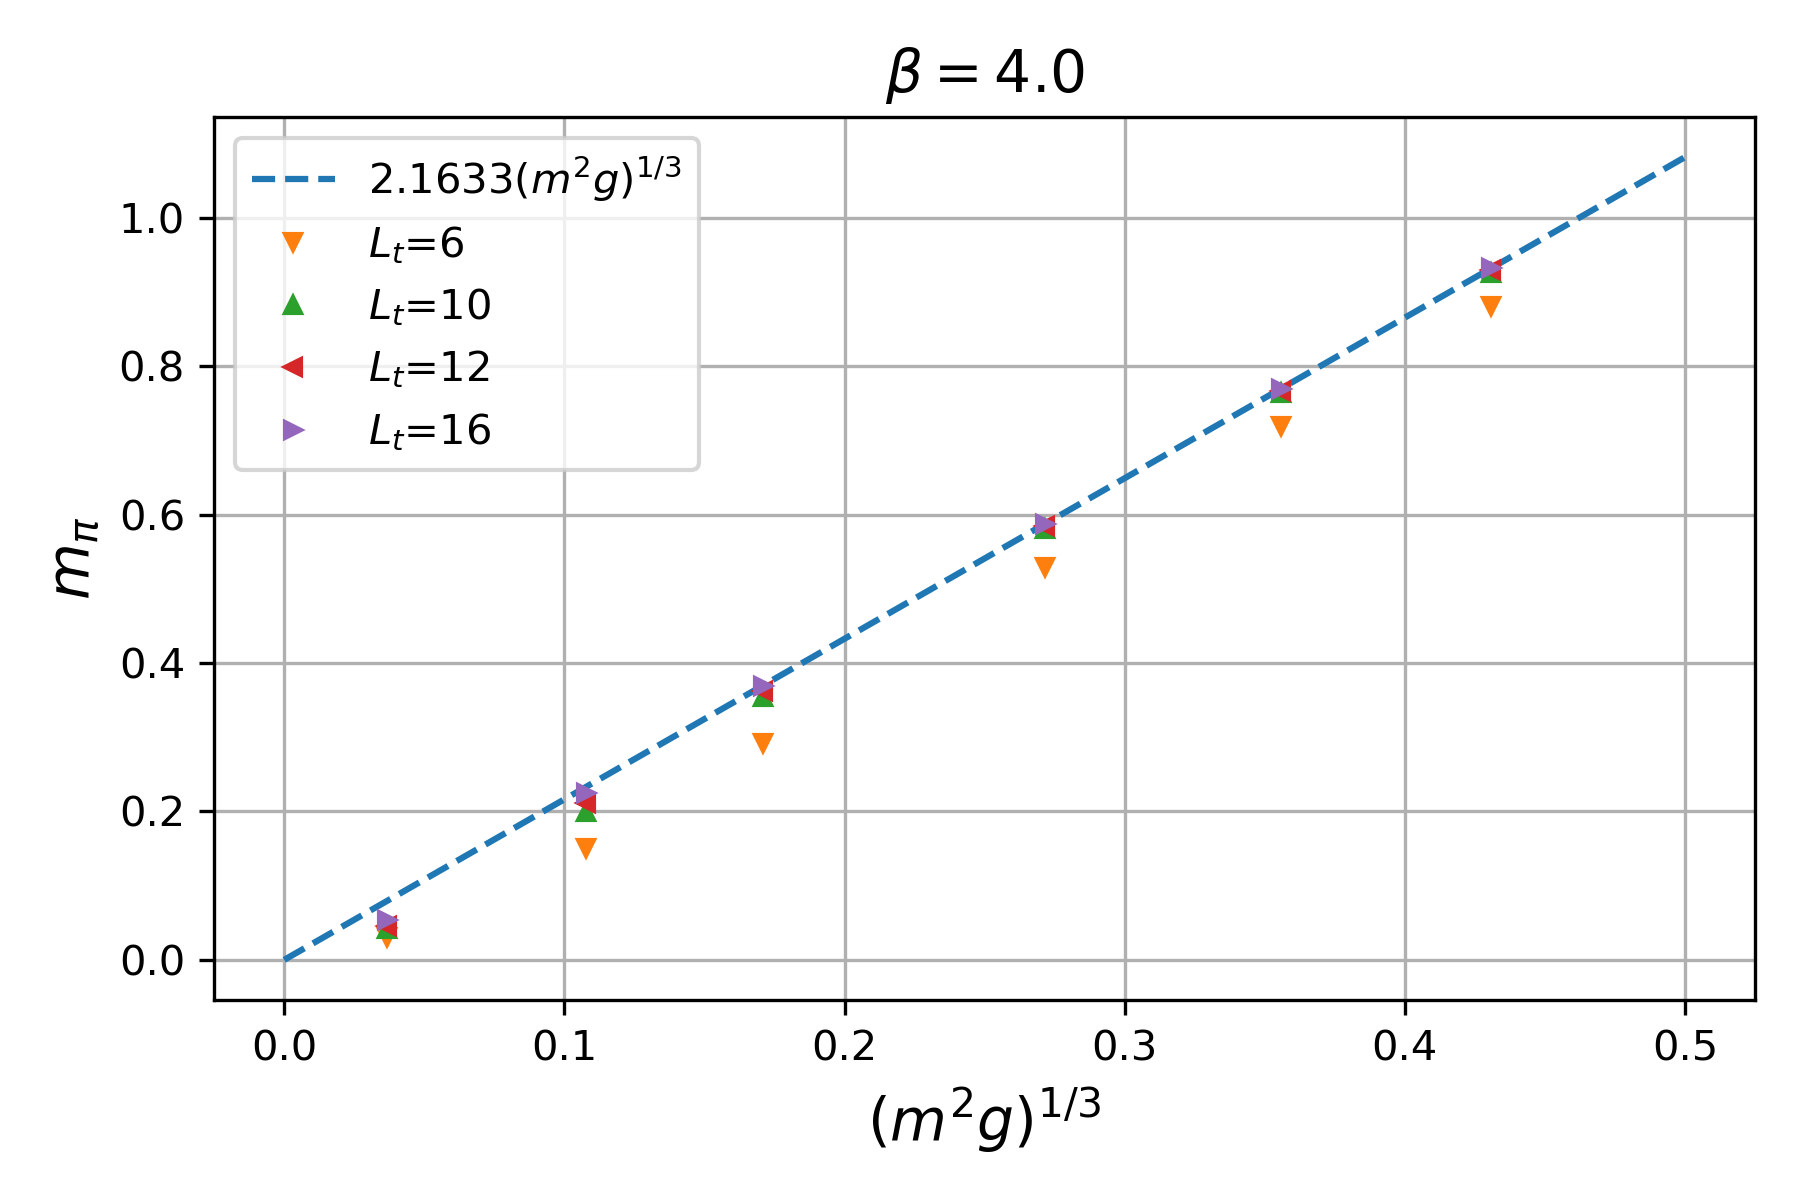 β = 4.0
2.1633(m²g)^{1/3}
L_t=6
L_t=10
L_t=12
L_t=16
m_π
1.0
0.8
0.6
0.4
0.2
0.0
0.0 0.1 0.2 0.3 0.4 0.5
(m²g)^{1/3}